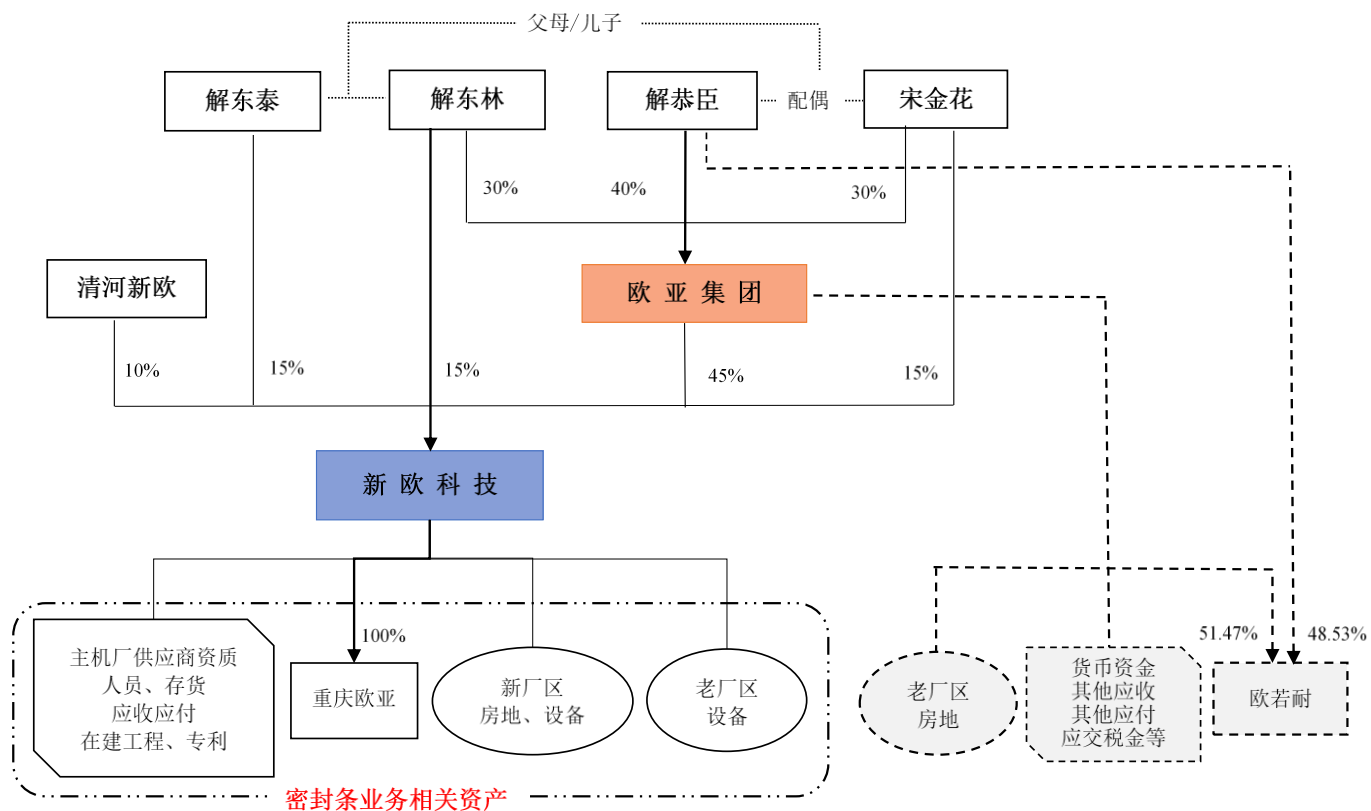 父母/儿子
解东泰
解东林
解恭臣
配偶
宋金花
30%
40%
30%
清河新欧
欧亚集团
10%
15%
15%
45%
15%
新欧科技
100%
51.47%
48.53%
主机厂供应商资质
人员、存货
应收应付
在建工程、专利
重庆欧亚
新厂区
房地、设备
老厂区
设备
老厂区
房地
货币资金
其他应收
其他应付
应交税金等
欧若耐
密封条业务相关资产